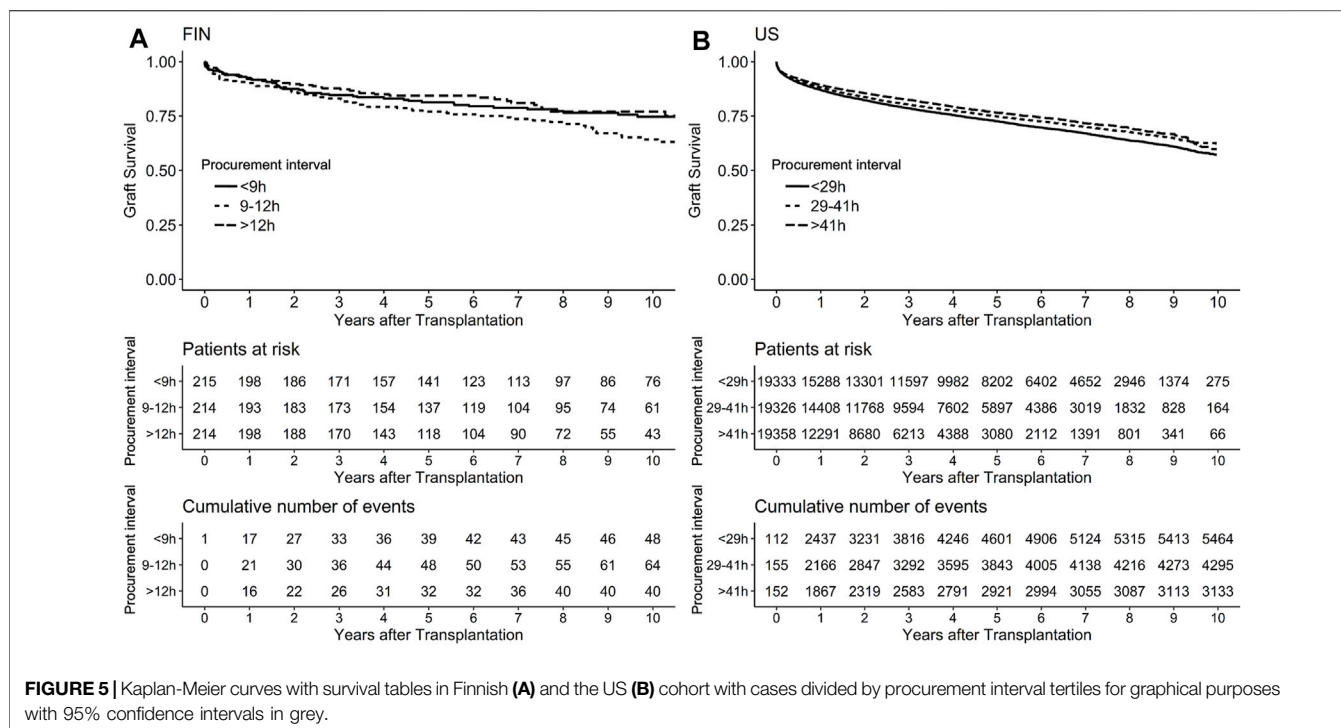 A
FIN
1.00
0.75
0.50
0.25
0.00
Graft Survival
Procurement interval
<9h
9-12h
>12h
0 1 2 3 4 5 6 7 8 9 10
Years after Transplantation
Patients at risk
Procurement interval
<9h 215 198 186 171 157 141 123 113 97 86 76
9-12h 214 193 183 173 154 137 119 104 95 74 61
>12h 214 198 188 170 143 118 104 90 72 55 43
0 1 2 3 4 5 6 7 8 9 10
Years after Transplantation
Cumulative number of events
Procurement interval
<9h 1 17 27 33 36 39 42 43 45 46 48
9-12h 0 21 30 36 44 48 50 53 55 61 64
>12h 0 16 22 26 31 32 32 36 40 40 40
0 1 2 3 4 5 6 7 8 9 10
Years after Transplantation
B
US
1.00
0.75
0.50
0.25
0.00
Graft Survival
Procurement interval
<29h
29-41h
>41h
0 1 2 3 4 5 6 7 8 9 10
Years after Transplantation
Patients at risk
Procurement interval
<29h 19333 15288 13301 11597 9982 8202 6402 4652 2946 1374 275
29-41h 19326 14408 11768 9594 7602 5897 4386 3019 1832 828 164
>41h 19358 12291 8680 6213 4388 3080 2112 1391 801 341 66
0 1 2 3 4 5 6 7 8 9 10
Years after Transplantation
Cumulative number of events
Procurement interval
<29h 112 2437 3231 3816 4246 4601 4906 5124 5315 5413 5464
29-41h 155 2166 2847 3292 3595 3843 4005 4138 4216 4273 4295
>41h 152 1867 2319 2583 2791 2921 2994 3055 3087 3113 3133
0 1 2 3 4 5 6 7 8 9 10
Years after Transplantation
FIGURE 5 | Kaplan-Meier curves with survival tables in Finnish (A) and the US (B) cohort with cases divided by procurement interval tertiles for graphical purposes
with 95% confidence intervals in grey.